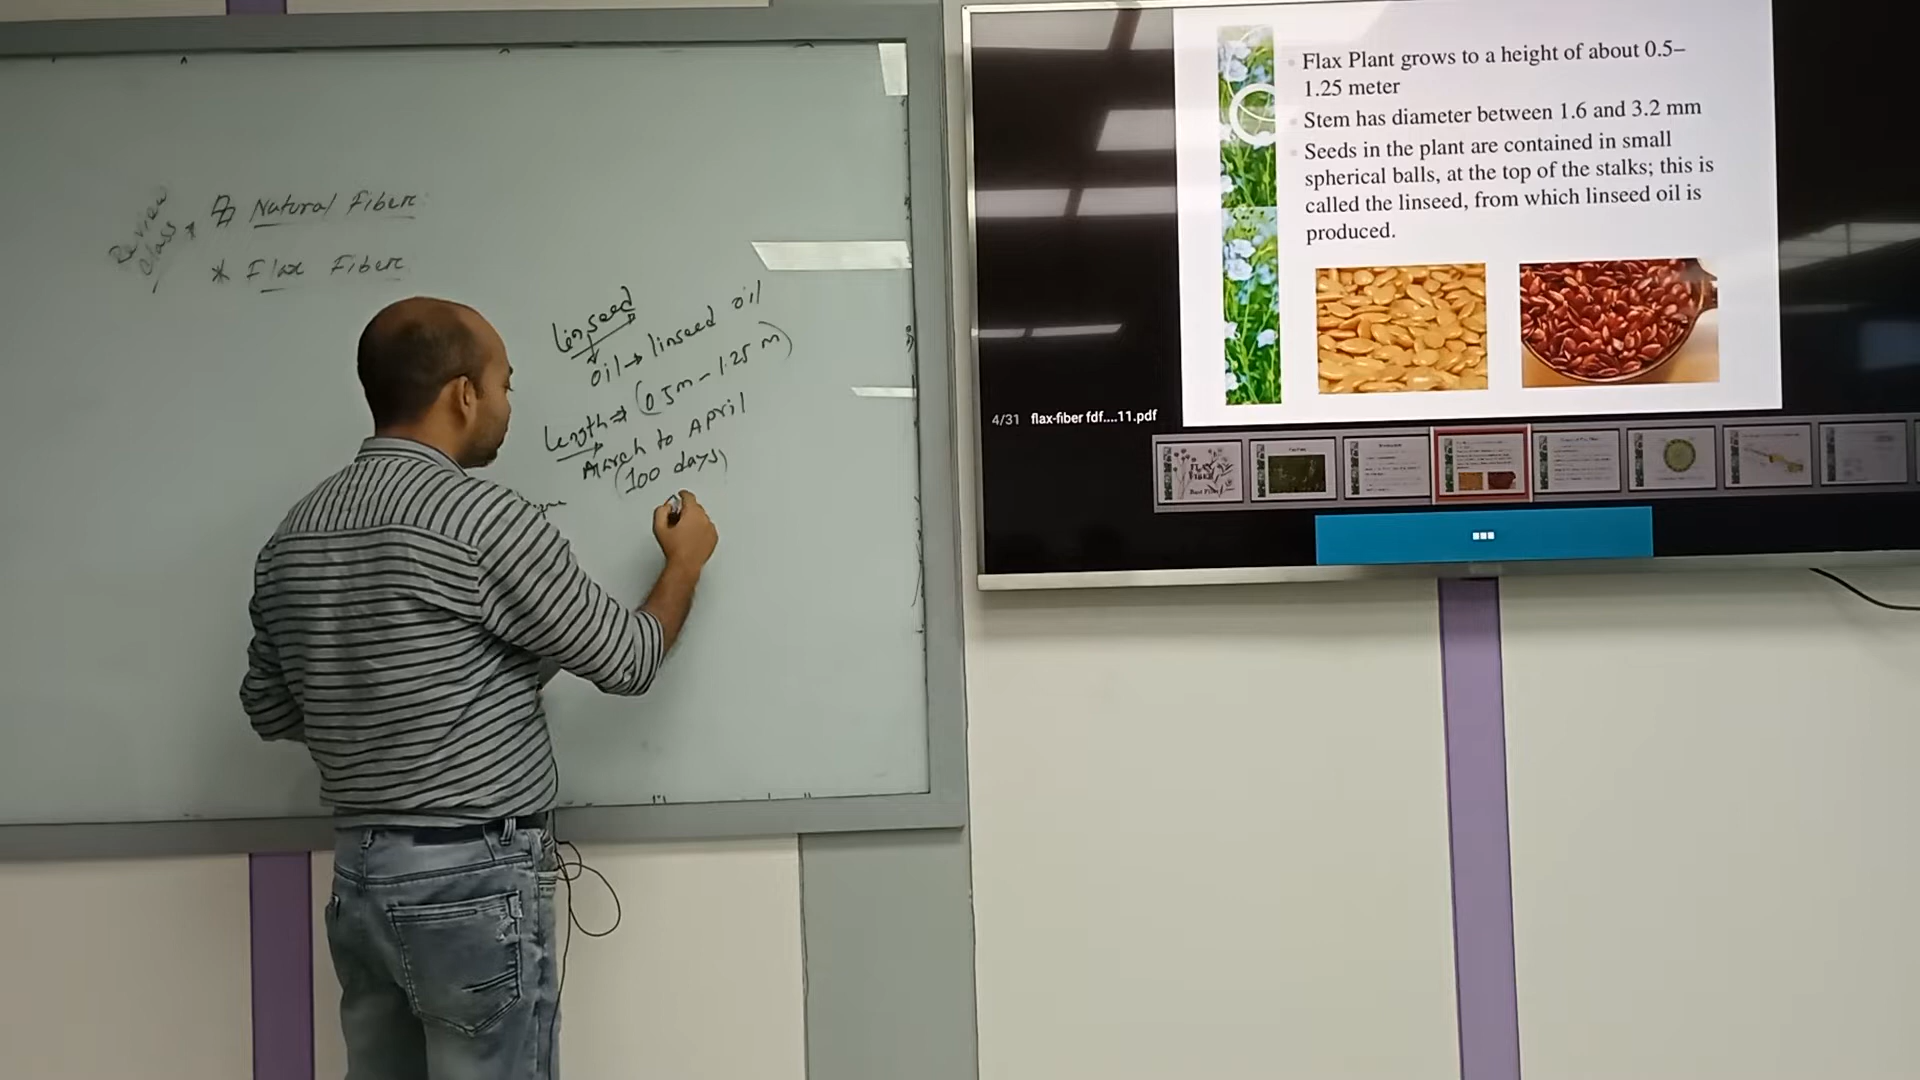 Review
class
Natural Fiber
* Flax Fiber
Linseed
oil → linseed oil
Length ⇒ (0.5m - 1.25 m)
March to April
(100 days)
Flax Plant grows to a height of about 0.5–
1.25 meter
Stem has diameter between 1.6 and 3.2 mm
Seeds in the plant are contained in small
spherical balls, at the top of the stalks; this is
called the linseed, from which linseed oil is
produced.
4/31 flax-fiber fdf....11.pdf